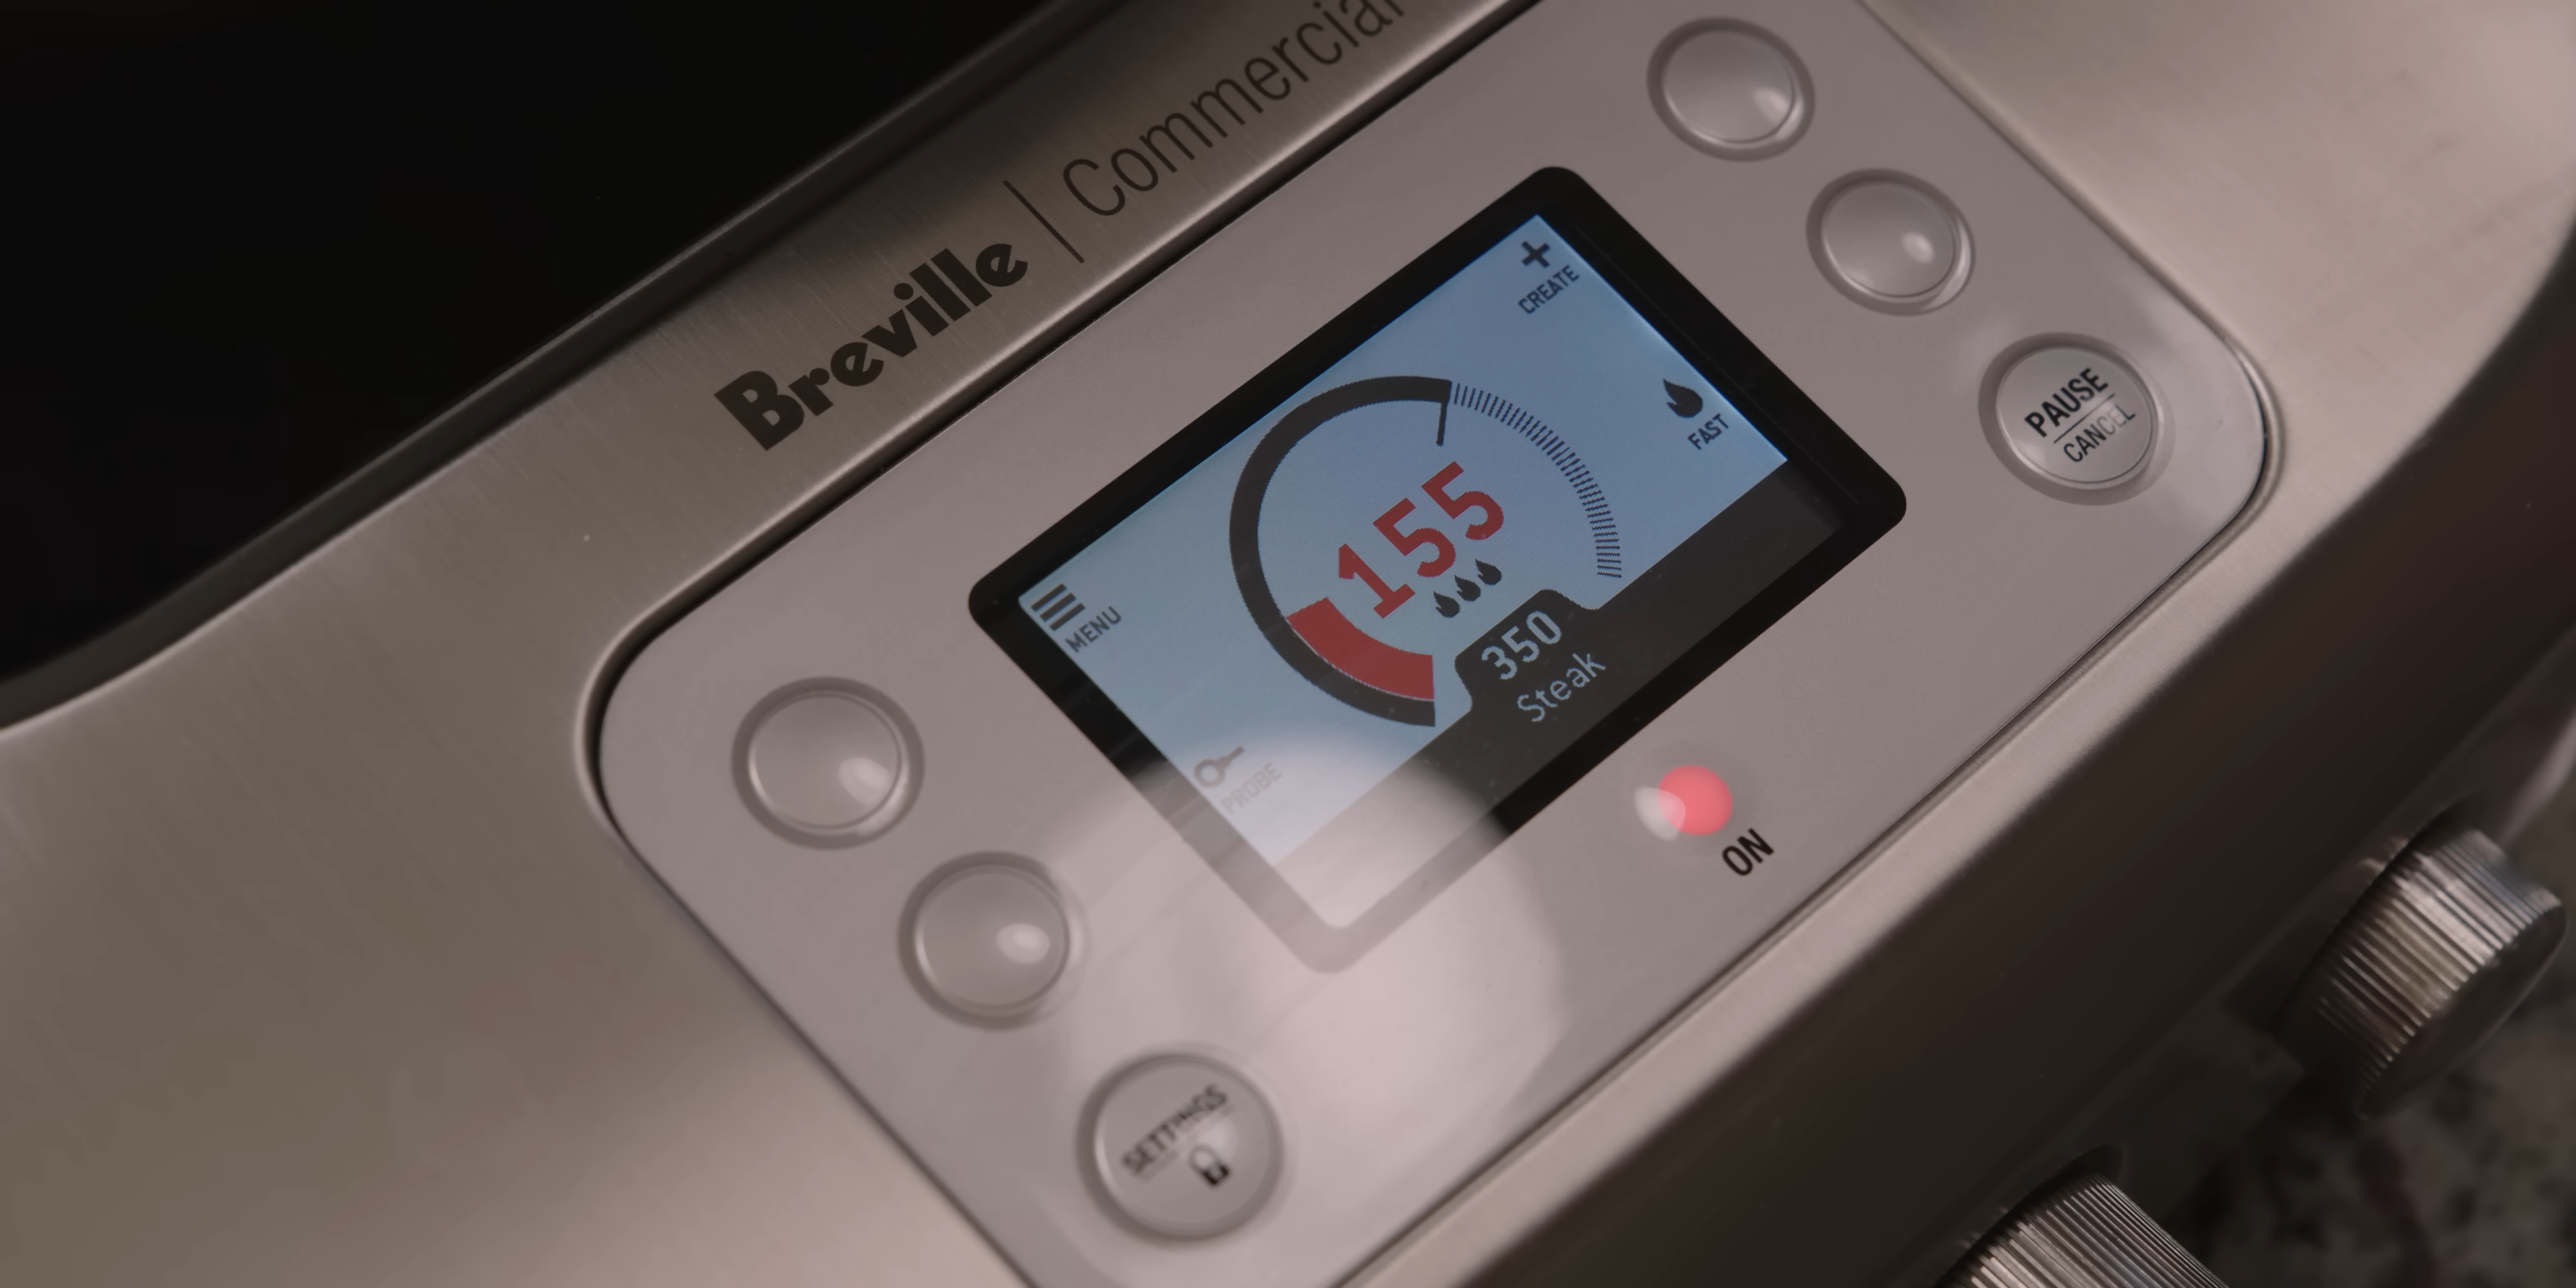 Breville | Commercial
CREATE
FAST
MENU
155
350
Steak
PROBE
PAUSE
CANCEL
ON
SETTINGS